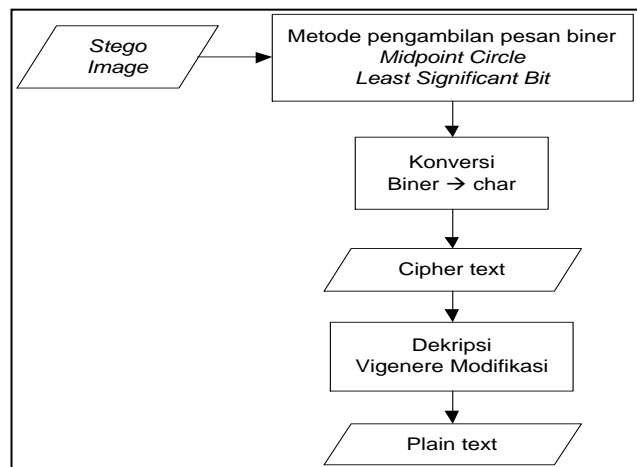 Stego
Image
Metode pengambilan pesan biner
Midpoint Circle
Least Significant Bit
Konversi
Biner → char
Cipher text
Dekripsi
Vigenere Modifikasi
Plain text